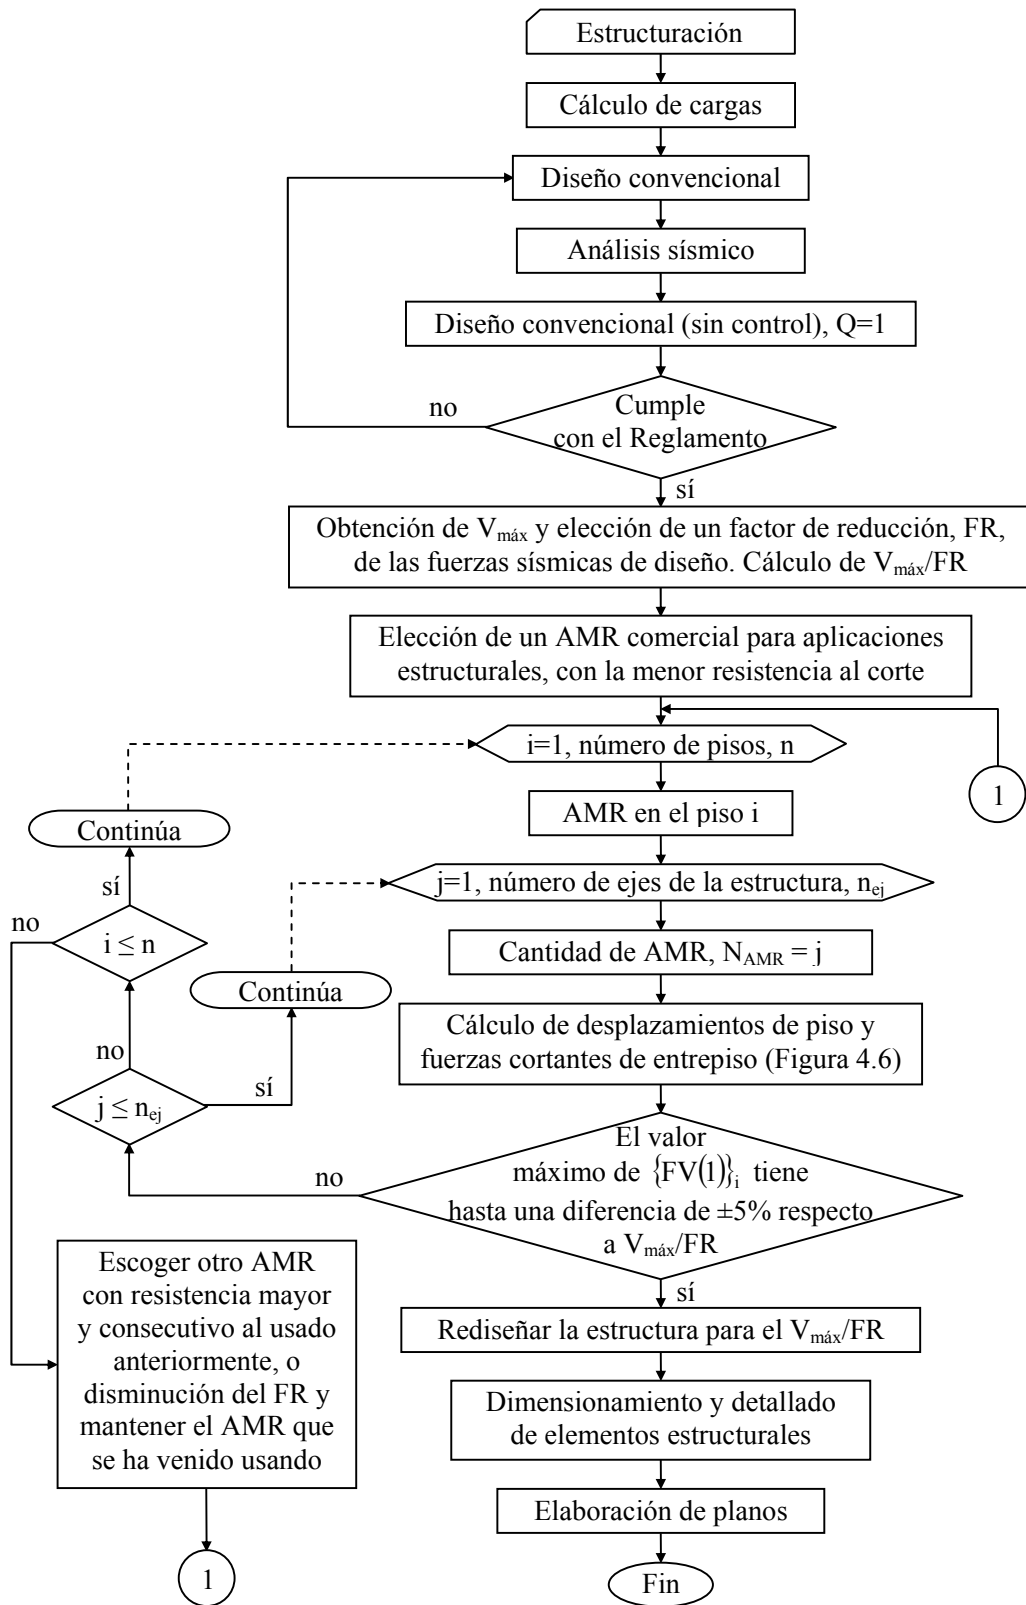 Estructuración
Cálculo de cargas
Diseño convencional
Análisis sísmico
Diseño convencional (sin control), Q=1
no
Cumple
con el Reglamento
sí
Obtención de Vmáx y elección de un factor de reducción, FR,
de las fuerzas sísmicas de diseño. Cálculo de Vmáx/FR
Elección de un AMR comercial para aplicaciones
estructurales, con la menor resistencia al corte
i=1, número de pisos, n
1
AMR en el piso i
Continúa
sí
j=1, número de ejes de la estructura, nej
no
i ≤ n
Cantidad de AMR, NAMR = j
Continúa
Cálculo de desplazamientos de piso y
fuerzas cortantes de entrepiso (Figura 4.6)
no
sí
j ≤ nej
El valor
máximo de {FV(1)}i tiene
hasta una diferencia de ±5% respecto
a Vmáx/FR
no
sí
Escoger otro AMR
con resistencia mayor
y consecutivo al usado
anteriormente, o
disminución del FR y
mantener el AMR que
se ha venido usando
1
Rediseñar la estructura para el Vmáx/FR
Dimensionamiento y detallado
de elementos estructurales
Elaboración de planos
Fin